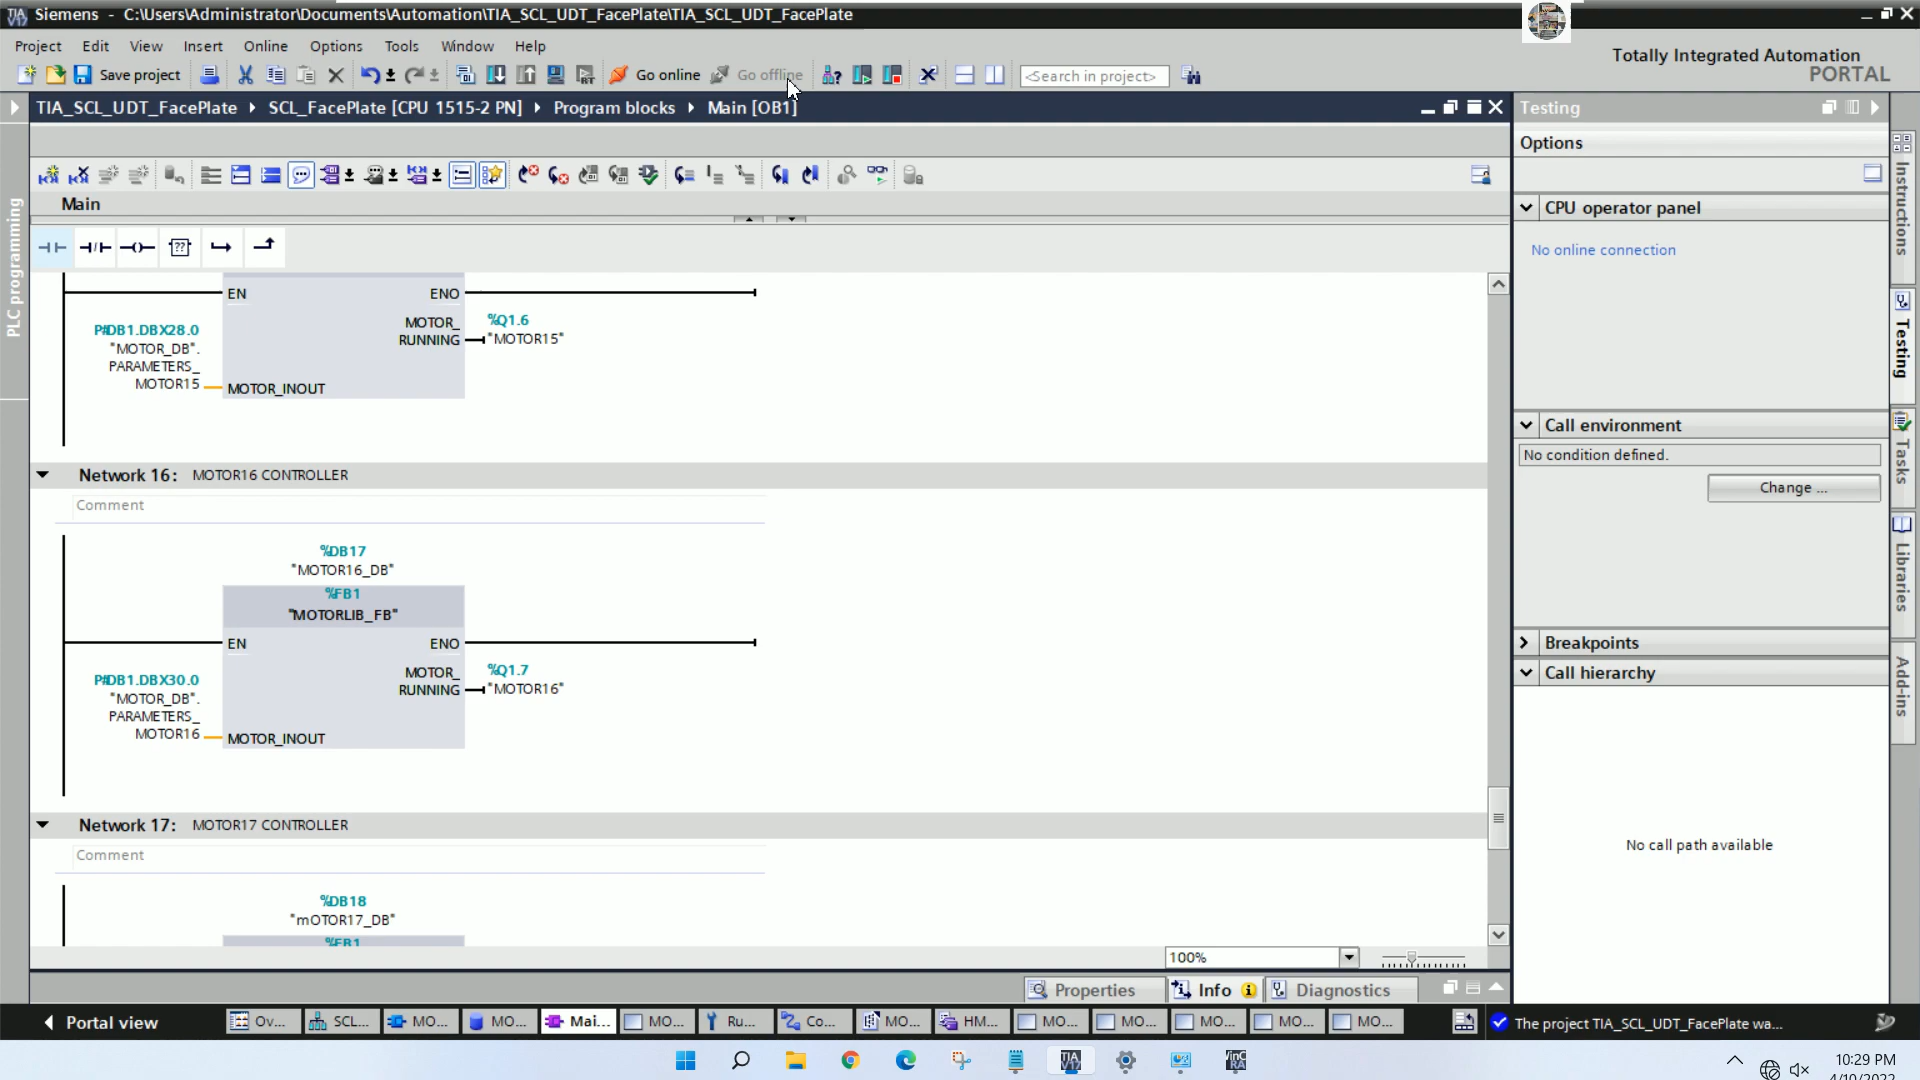 Siemens - C:\Users\Administrator\Documents\Automation\TIA_SCL_UDT_FacePlate\TIA_SCL_UDT_FacePlate
Project Edit View Insert Online Options Tools Window Help
Totally Integrated Automation
PORTAL
Save project
Go online
Go offline
<Search in project>
TIA_SCL_UDT_FacePlate
SCL_FacePlate [CPU 1515-2 PN]
Program blocks
Main [OB1]
Main
PLC programming
EN
ENO
P#DB1.DBX28.0
"MOTOR_DB".
PARAMETERS_
MOTOR15
MOTOR_INOUT
MOTOR_
RUNNING
%Q1.6
"MOTOR15"
Network 16: MOTOR16 CONTROLLER
Comment
%DB17
"MOTOR16_DB"
%FB1
"MOTORLIB_FB"
EN
ENO
P#DB1.DBX30.0
"MOTOR_DB".
PARAMETERS_
MOTOR16
MOTOR_INOUT
MOTOR_
RUNNING
%Q1.7
"MOTOR16"
Network 17: MOTOR17 CONTROLLER
Comment
%DB18
"mOTOR17_DB"
%FB1
100%
Properties
Info
Diagnostics
Testing
Options
CPU operator panel
No online connection
Call environment
No condition defined.
Change ...
Breakpoints
Call hierarchy
No call path available
Instructions
Testing
Tasks
Libraries
Add-ins
Portal view
Ov...
SCL...
MO...
MO...
Mai...
MO...
Ru...
Co...
MO...
HM...
MO...
MO...
MO...
MO...
MO...
The project TIA_SCL_UDT_FacePlate wa...
10:29 PM
4/10/2022